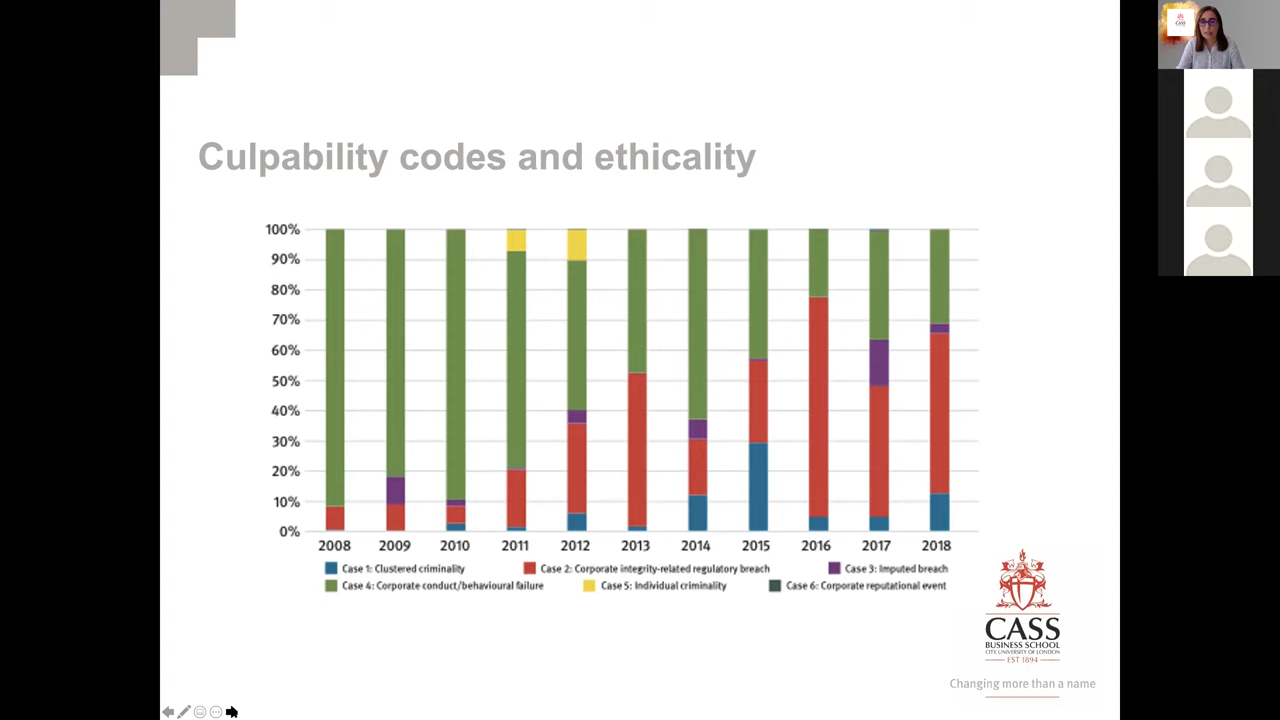 CASS
Culpability codes and ethicality
100%
90%
80%
70%
60%
50%
40%
30%
20%
10%
0%
2008 2009 2010 2011 2012 2013 2014 2015 2016 2017 2018
Case 1: Clustered criminality Case 2: Corporate integrity-related regulatory breach Case 3: Imputed breach
Case 4: Corporate conduct/behavioural failure Case 5: Individual criminality Case 6: Corporate reputational event
CASS
BUSINESS SCHOOL
CITY, UNIVERSITY OF LONDON
EST 1894
Changing more than a name